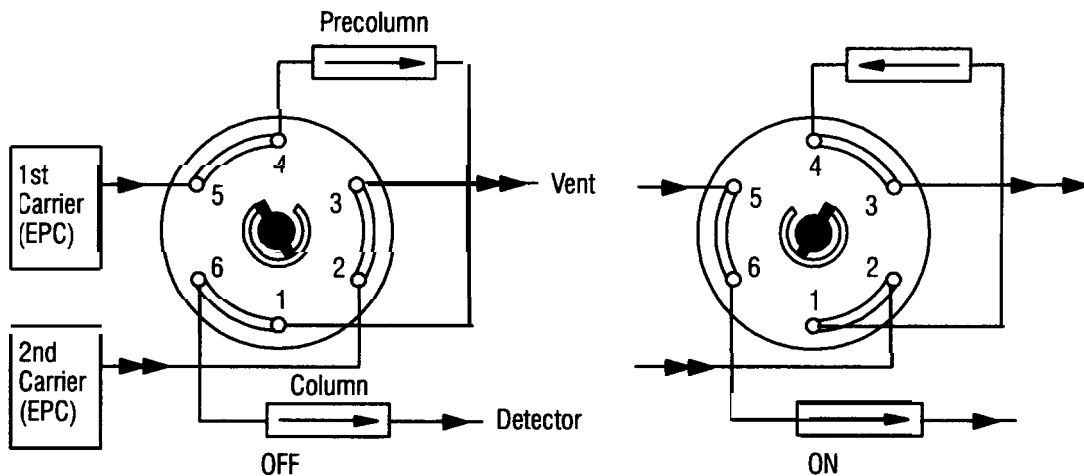 Precolumn
1st
Carrier
(EPC)
4
5
3
6
2
1
Vent
2nd
Carrier
(EPC)
Column
Detector
OFF
4
5
3
6
2
1
ON